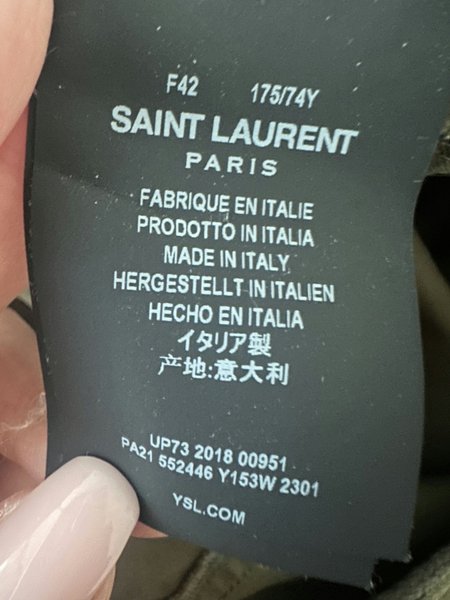 F42 175/74Y
SAINT LAURENT
PARIS
FABRIQUE EN ITALIE
PRODOTTO IN ITALIA
MADE IN ITALY
HERGESTELLT IN ITALIEN
HECHO EN ITALIA
イタリア製
产地:意大利
UP73 2018 00951
PA21 552446 Y153W 2301
YSL.COM